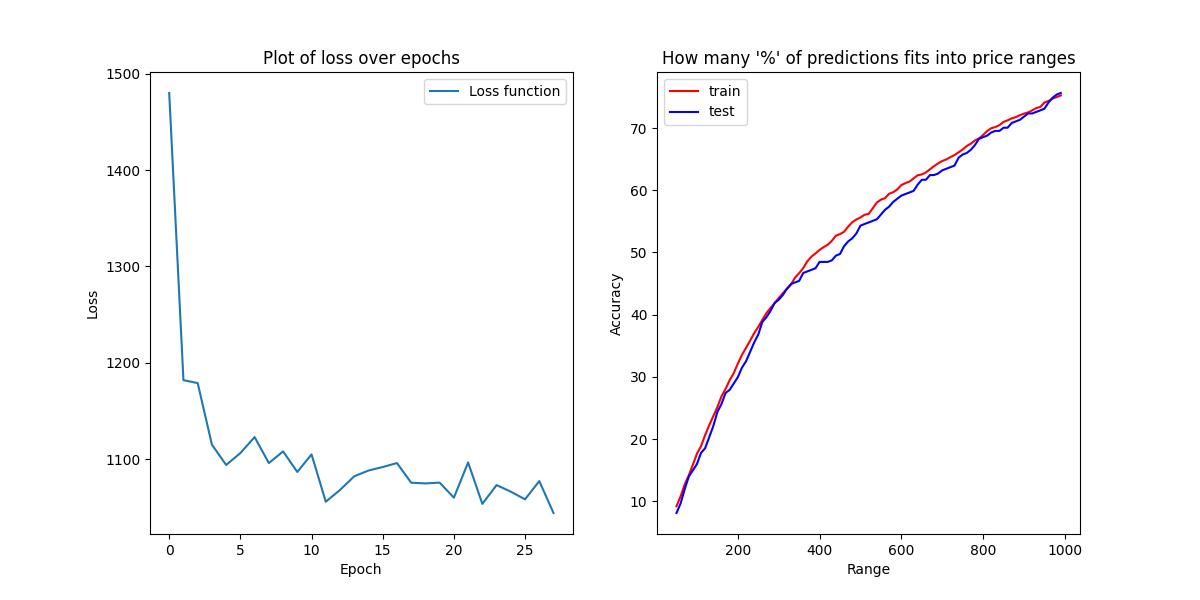 Plot of loss over epochs
1500
1400
1300
1200
1100
Loss
Loss function
0 5 10 15 20 25
Epoch
How many '%' of predictions fits into price ranges
train
test
70
60
50
40
30
20
10
Accuracy
200 400 600 800 1000
Range